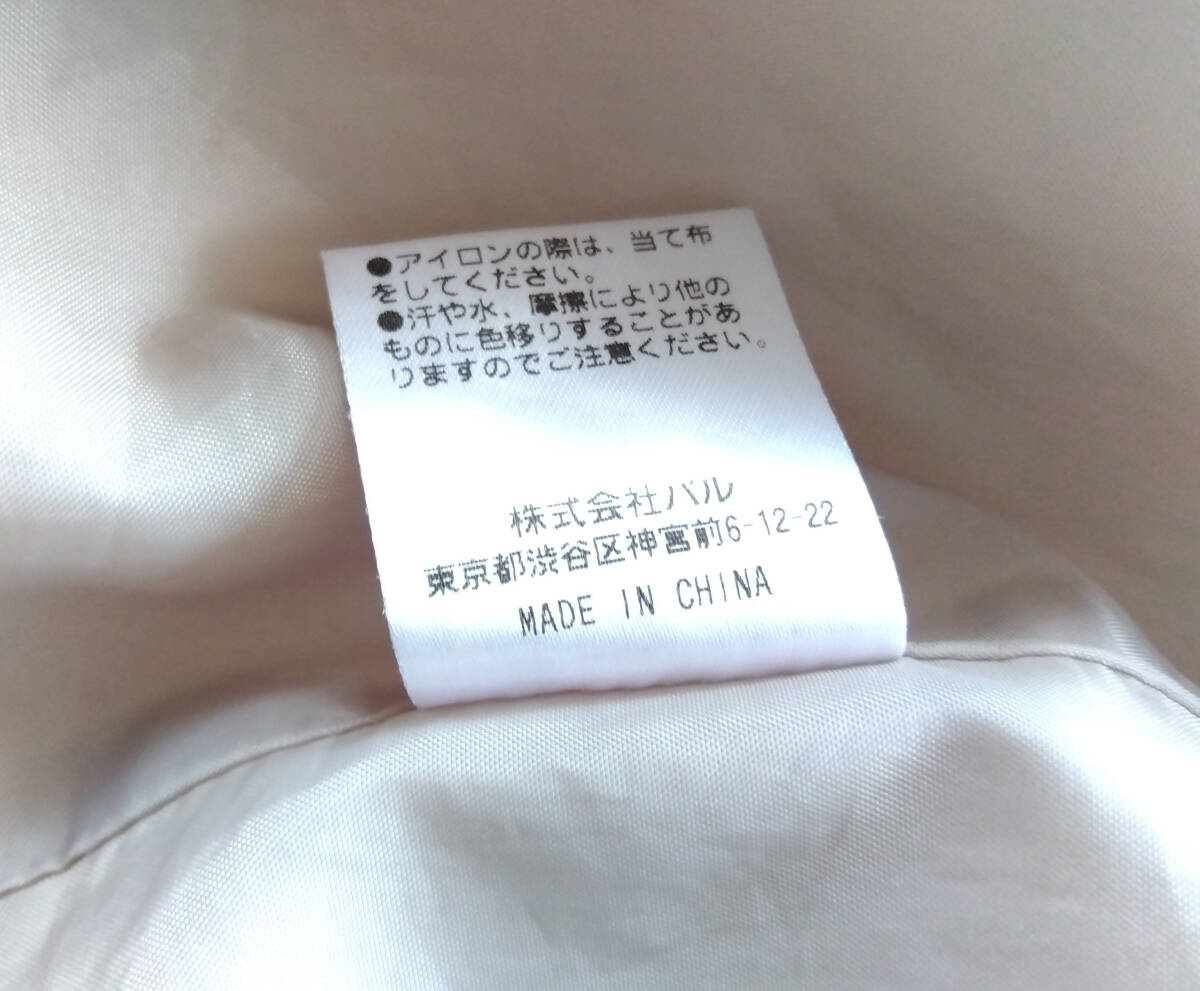 ●アイロンの際は、当て布
をしてください。
●汗や水、摩擦により他の
ものに色移りすることがあ
りますのでご注意ください。
株式会社バル
東京都渋谷区神宮前6-12-22
MADE IN CHINA